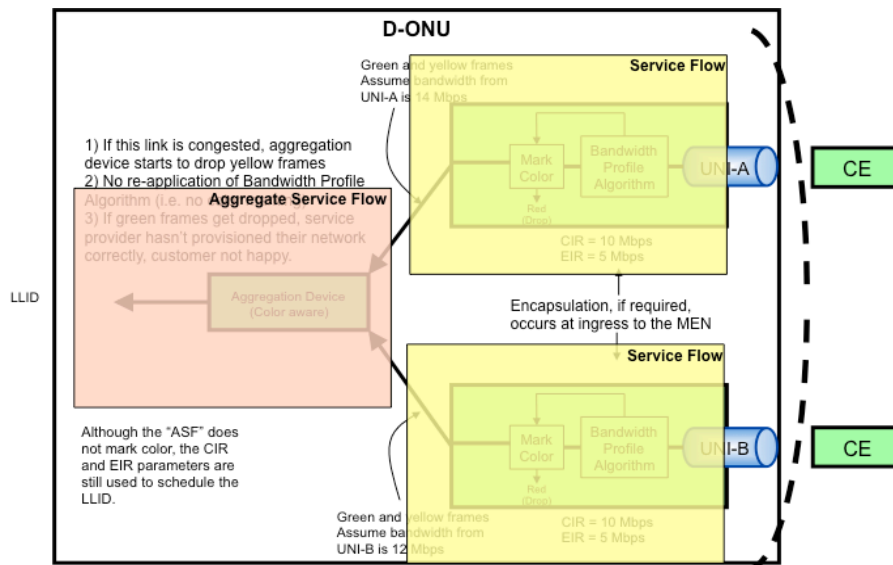 D-ONU
Green and yellow frames
Assume bandwidth from
UNI-A is 14 Mbps
Service Flow
1) If this link is congested, aggregation
device starts to drop yellow frames
2) No re-application of Bandwidth Profile
Algorithm (i.e. no
3) If green frames get dropped, service
provider hasn't provisioned their network
correctly, customer not happy.
Aggregate Service Flow
Mark
Color
Bandwidth
Profile
Algorithm
UNI-A
CE
Red
(Drop)
CIR = 10 Mbps
EIR = 5 Mbps
LLID
Aggregation Device
(Color aware)
Encapsulation, if required,
occurs at ingress to the MEN
Service Flow
Although the “ASF” does
not mark color, the CIR
and EIR parameters are
still used to schedule the
LLID.
Mark
Color
Bandwidth
Profile
Algorithm
UNI-B
CE
Red
(Drop)
Green and yellow frames
Assume bandwidth from
UNI-B is 12 Mbps
CIR = 10 Mbps
EIR = 5 Mbps